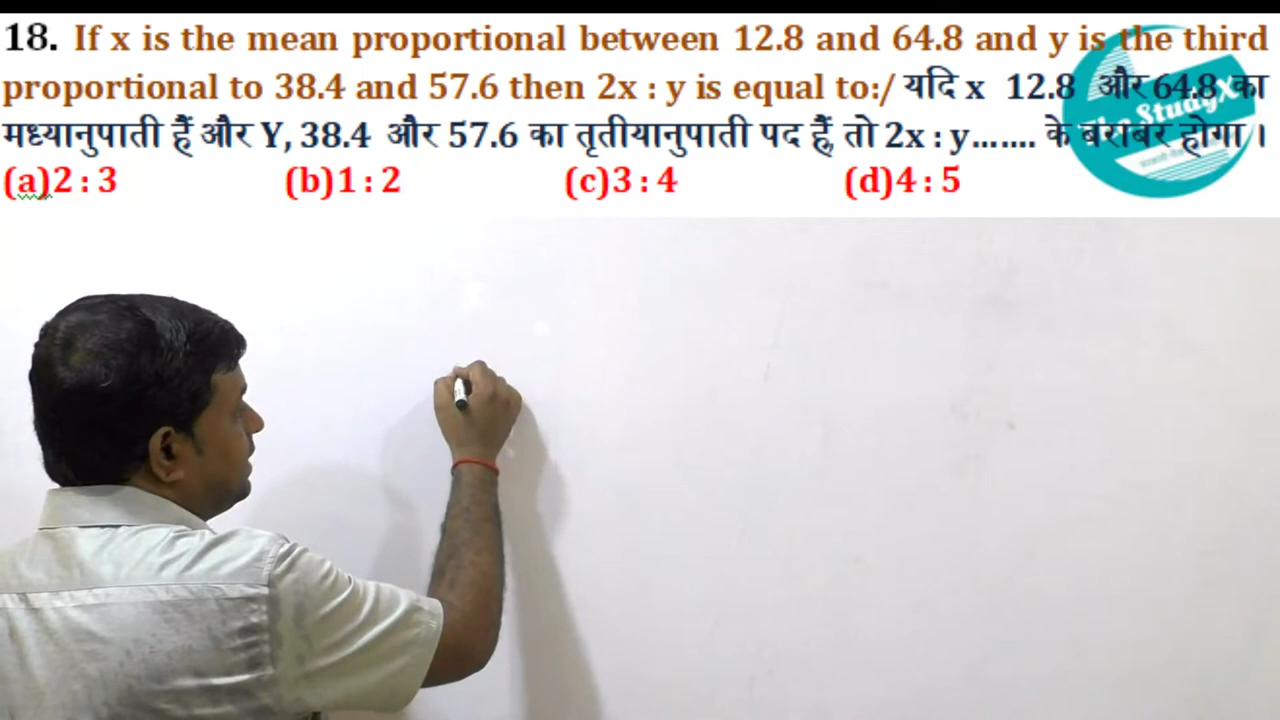 18. If x is the mean proportional between 12.8 and 64.8 and y is the third
proportional to 38.4 and 57.6 then 2x : y is equal to:/ यदि x 12.8 और 64.8 का
मध्यानुपाती हैं और Y, 38.4 और 57.6 का तृतीयानुपाती पद हैं, तो 2x : y....... के बराबर होगा ।
(a)2 : 3 (b)1 : 2 (c)3 : 4 (d)4 : 5
The StudyX